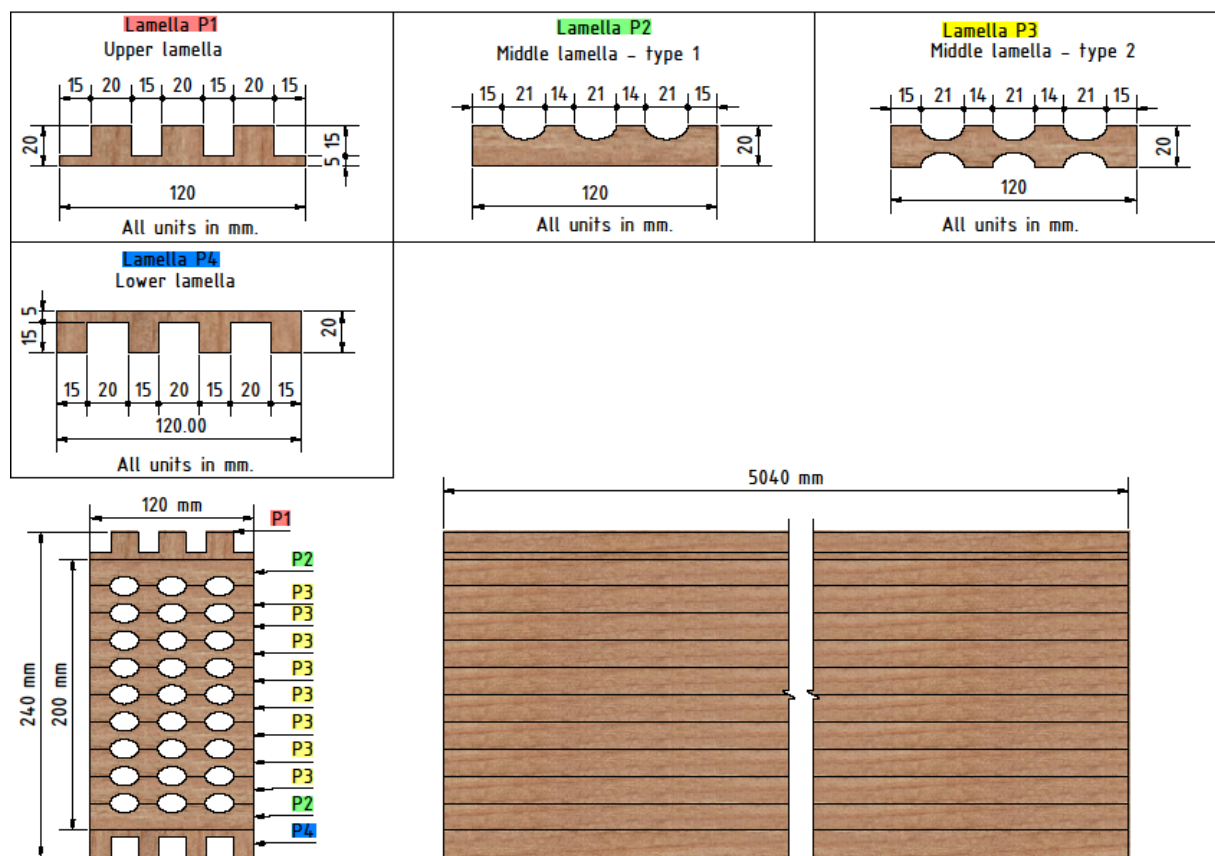 Lamella P1
Upper lamella
15 20 15 20 15 20 15
20
15
5
120
All units in mm.
Lamella P2
Middle lamella - type 1
15 21 14 21 14 21 15
20
120
All units in mm.
Lamella P3
Middle lamella - type 2
15 21 14 21 14 21 15
20
120
All units in mm.
Lamella P4
Lower lamella
5
15
20
15 20 15 20 15 20 15
120.00
All units in mm.
120 mm
240 mm
200 mm
P1
P2
P3
P3
P3
P3
P3
P3
P3
P3
P2
P4
5040 mm